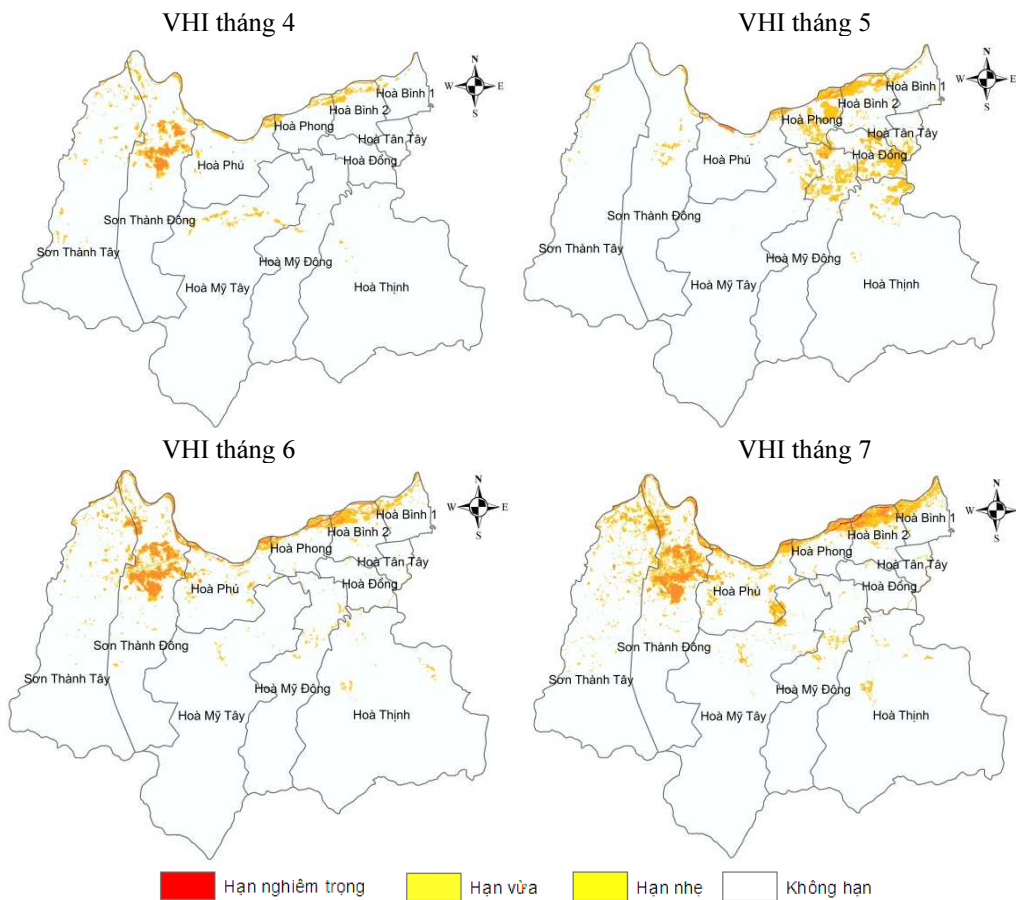 VHI tháng 4
VHI tháng 5
N
W E
S
Hoà Bình 1
Hoà Bình 2
Hoà Phong
Hoà Tân Tây
Hoà Đồng
Hoà Phú
Sơn Thành Đông
Sơn Thành Tây
Hoà Mỹ Đông
Hoà Mỹ Tây
Hoà Thịnh
N
W E
S
Hoà Bình 1
Hoà Bình 2
Hoà Phong
Hoà Tân Tây
Hoà Đồng
Hoà Phú
Sơn Thành Đông
Sơn Thành Tây
Hoà Mỹ Đông
Hoà Mỹ Tây
Hoà Thịnh
VHI tháng 6
VHI tháng 7
N
W E
S
Hoà Bình 1
Hoà Bình 2
Hoà Phong
Hoà Tân Tây
Hoà Đồng
Hoà Phú
Sơn Thành Đông
Sơn Thành Tây
Hoà Mỹ Đông
Hoà Mỹ Tây
Hoà Thịnh
N
W E
S
Hoà Bình 1
Hoà Bình 2
Hoà Phong
Hoà Tân Tây
Hoà Đồng
Hoà Phú
Sơn Thành Đông
Sơn Thành Tây
Hoà Mỹ Đông
Hoà Mỹ Tây
Hoà Thịnh
Hạn nghiêm trọng
Hạn vừa
Hạn nhẹ
Không hạn